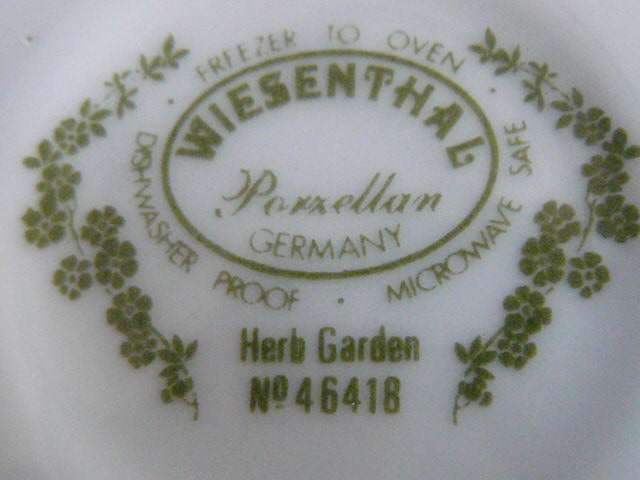 FREEZER TO OVEN · MICROWAVE SAFE · DISHWASHER PROOF ·
WIESENTHAL
Porzellan
GERMANY
Herb Garden
Nº 46418